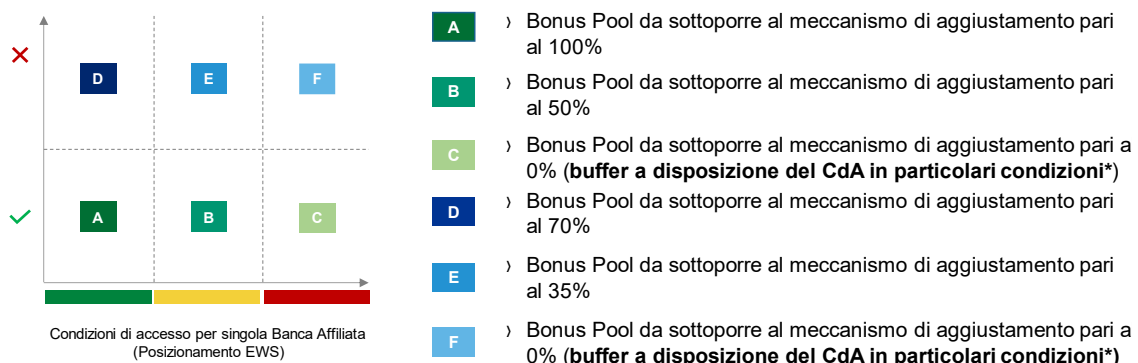 D
E
F
A
B
C
Condizioni di accesso per singola Banca Affiliata
(Posizionamento EWS)
A
› Bonus Pool da sottoporre al meccanismo di aggiustamento pari
al 100%
B
› Bonus Pool da sottoporre al meccanismo di aggiustamento pari
al 50%
C
› Bonus Pool da sottoporre al meccanismo di aggiustamento pari a
0% (buffer a disposizione del CdA in particolari condizioni*)
D
› Bonus Pool da sottoporre al meccanismo di aggiustamento pari
al 70%
E
› Bonus Pool da sottoporre al meccanismo di aggiustamento pari
al 35%
F
› Bonus Pool da sottoporre al meccanismo di aggiustamento pari a
0% (buffer a disposizione del CdA in particolari condizioni*)